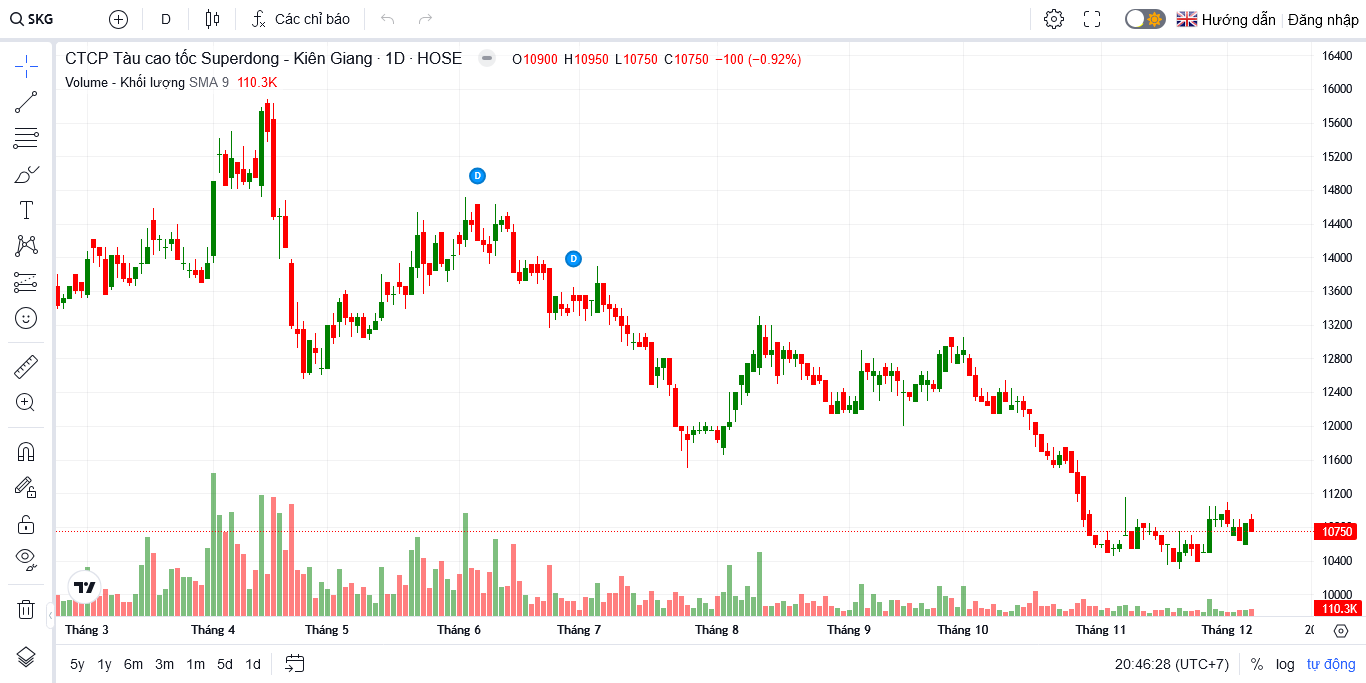 SKG D Các chỉ báo Hướng dẫn Đăng nhập
CTCP Tàu cao tốc Superdong - Kiên Giang · 1D · HOSE O10900 H10950 L10750 C10750 −100 (−0.92%)
Volume - Khối lượng SMA 9 110.3K
D
D
16400
16000
15600
15200
14800
14400
14000
13600
13200
12800
12400
12000
11600
11200
10750
10400
10000
110.3K
Tháng 3 Tháng 4 Tháng 5 Tháng 6 Tháng 7 Tháng 8 Tháng 9 Tháng 10 Tháng 11 Tháng 12
5y 1y 6m 3m 1m 5d 1d 20:46:28 (UTC+7) % log tự động